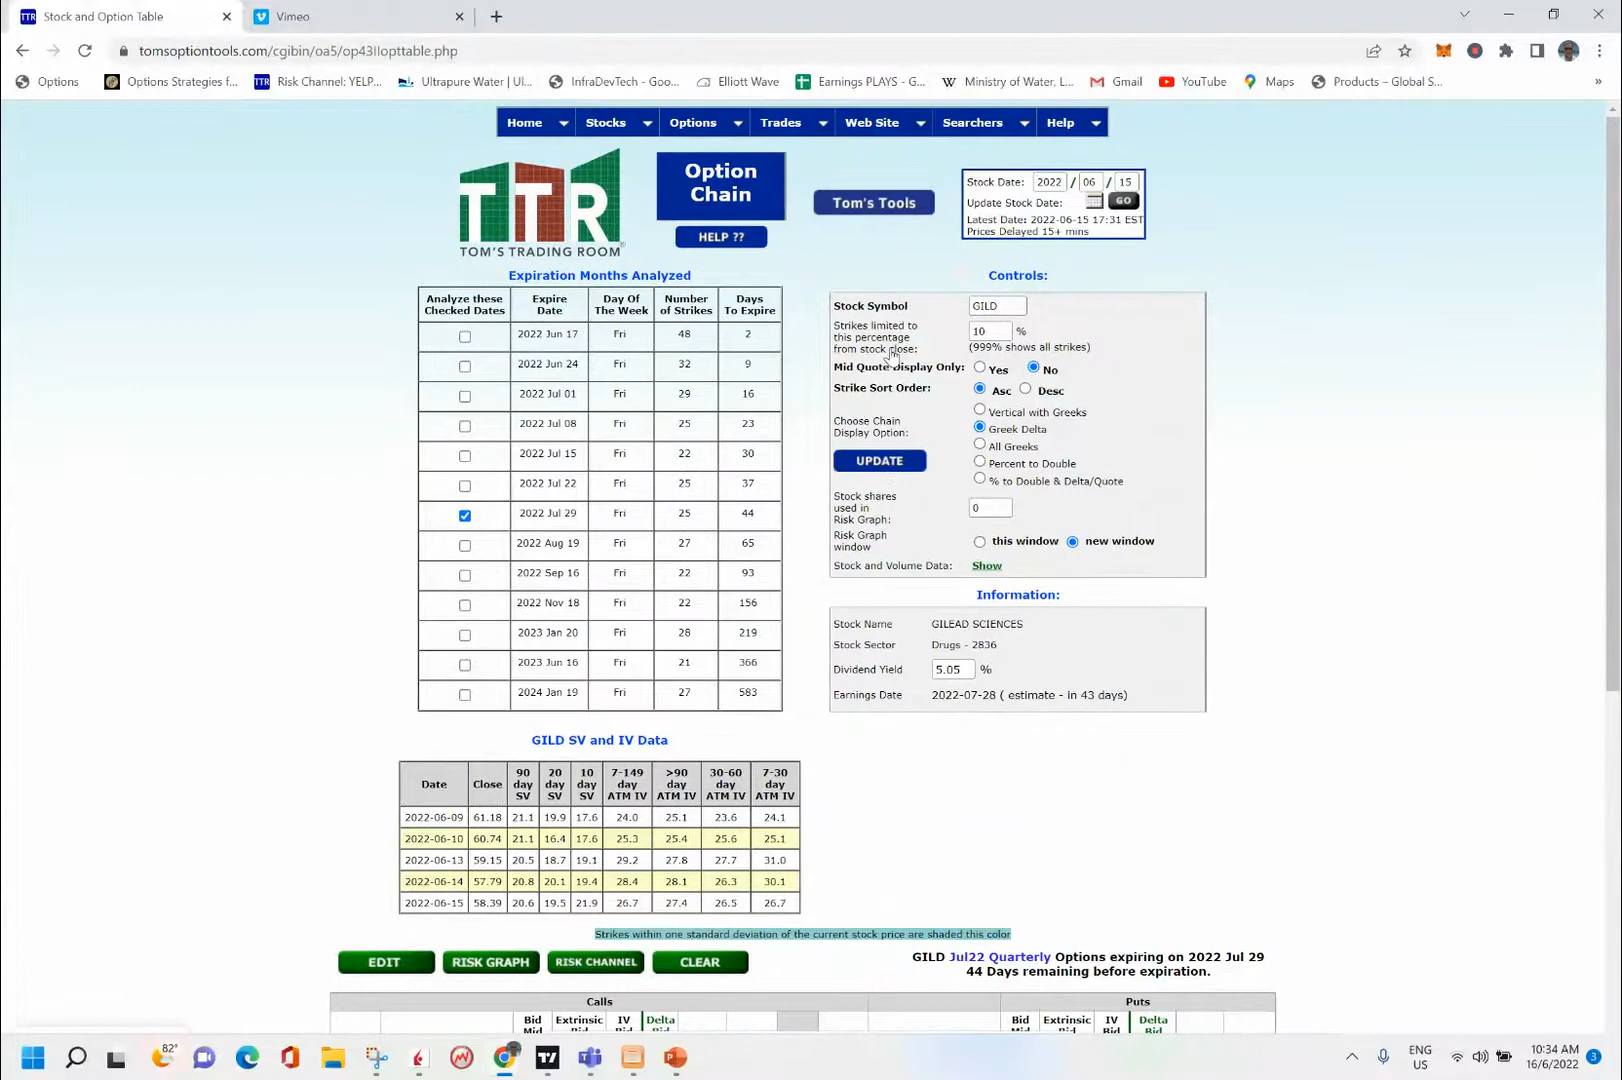 Stock and Option Table
Vimeo
tomsoptiontools.com/cgibin/oa5/op43llopttable.php
Options
Options Strategies f...
Risk Channel: YELP...
Ultrapure Water | Ul...
InfraDevTech - Goo...
Elliott Wave
Earnings PLAYS - G...
Ministry of Water, I...
Gmail
YouTube
Maps
Products – Global S...
»
Home
Stocks
Options
Trades
Web Site
Searchers
Help
TTR
TOM'S TRADING ROOM
Option
Chain
HELP ??
Tom's Tools
Stock Date: 2022 / 06 / 15
Update Stock Date: GO
Latest Date: 2022-06-15 17:31 EST
Prices Delayed 15+ mins
Expiration Months Analyzed
Analyze these Checked Dates Expire Date Day Of The Week Number of Strikes Days To Expire
2022 Jun 17 Fri 48 2
2022 Jun 24 Fri 32 9
2022 Jul 01 Fri 29 16
2022 Jul 08 Fri 25 23
2022 Jul 15 Fri 22 30
2022 Jul 22 Fri 25 37
2022 Jul 29 Fri 25 44
2022 Aug 19 Fri 27 65
2022 Sep 16 Fri 22 93
2022 Nov 18 Fri 22 156
2023 Jan 20 Fri 28 219
2023 Jun 16 Fri 21 366
2024 Jan 19 Fri 27 583
Controls:
Stock Symbol GILD
Strikes limited to
this percentage
from stock close:
10 %
(999% shows all strikes)
Mid Quote Display Only: Yes No
Strike Sort Order: Asc Desc
Choose Chain
Display Option:
Vertical with Greeks
Greek Delta
All Greeks
Percent to Double
% to Double & Delta/Quote
UPDATE
Stock shares
used in
Risk Graph:
0
Risk Graph
window
this window new window
Stock and Volume Data: Show
Information:
Stock Name GILEAD SCIENCES
Stock Sector Drugs - 2836
Dividend Yield 5.05 %
Earnings Date 2022-07-28 ( estimate - in 43 days)
GILD SV and IV Data
Date Close 90 day SV 20 day SV 10 day SV 7-149 day ATM IV >90 day ATM IV 30-60 day ATM IV 7-30 day ATM IV
2022-06-09 61.18 21.1 19.9 17.6 24.0 25.1 23.6 24.1
2022-06-10 60.74 21.1 16.4 17.6 25.3 25.4 25.6 25.1
2022-06-13 59.15 20.5 18.7 19.1 29.2 27.8 27.7 31.0
2022-06-14 57.79 20.8 20.1 19.4 28.4 28.1 26.3 30.1
2022-06-15 58.39 20.6 19.5 21.9 26.7 27.4 26.5 26.7
Strikes within one standard deviation of the current stock price are shaded this color
EDIT
RISK GRAPH
RISK CHANNEL
CLEAR
GILD Jul22 Quarterly Options expiring on 2022 Jul 29
44 Days remaining before expiration.
Calls
Puts
Bid Extrinsic IV Delta
Mid Bid Bid Bid
Bid Extrinsic IV Delta
Mid Bid Bid Bid
82°
ENG
US
10:34 AM
16/6/2022
3